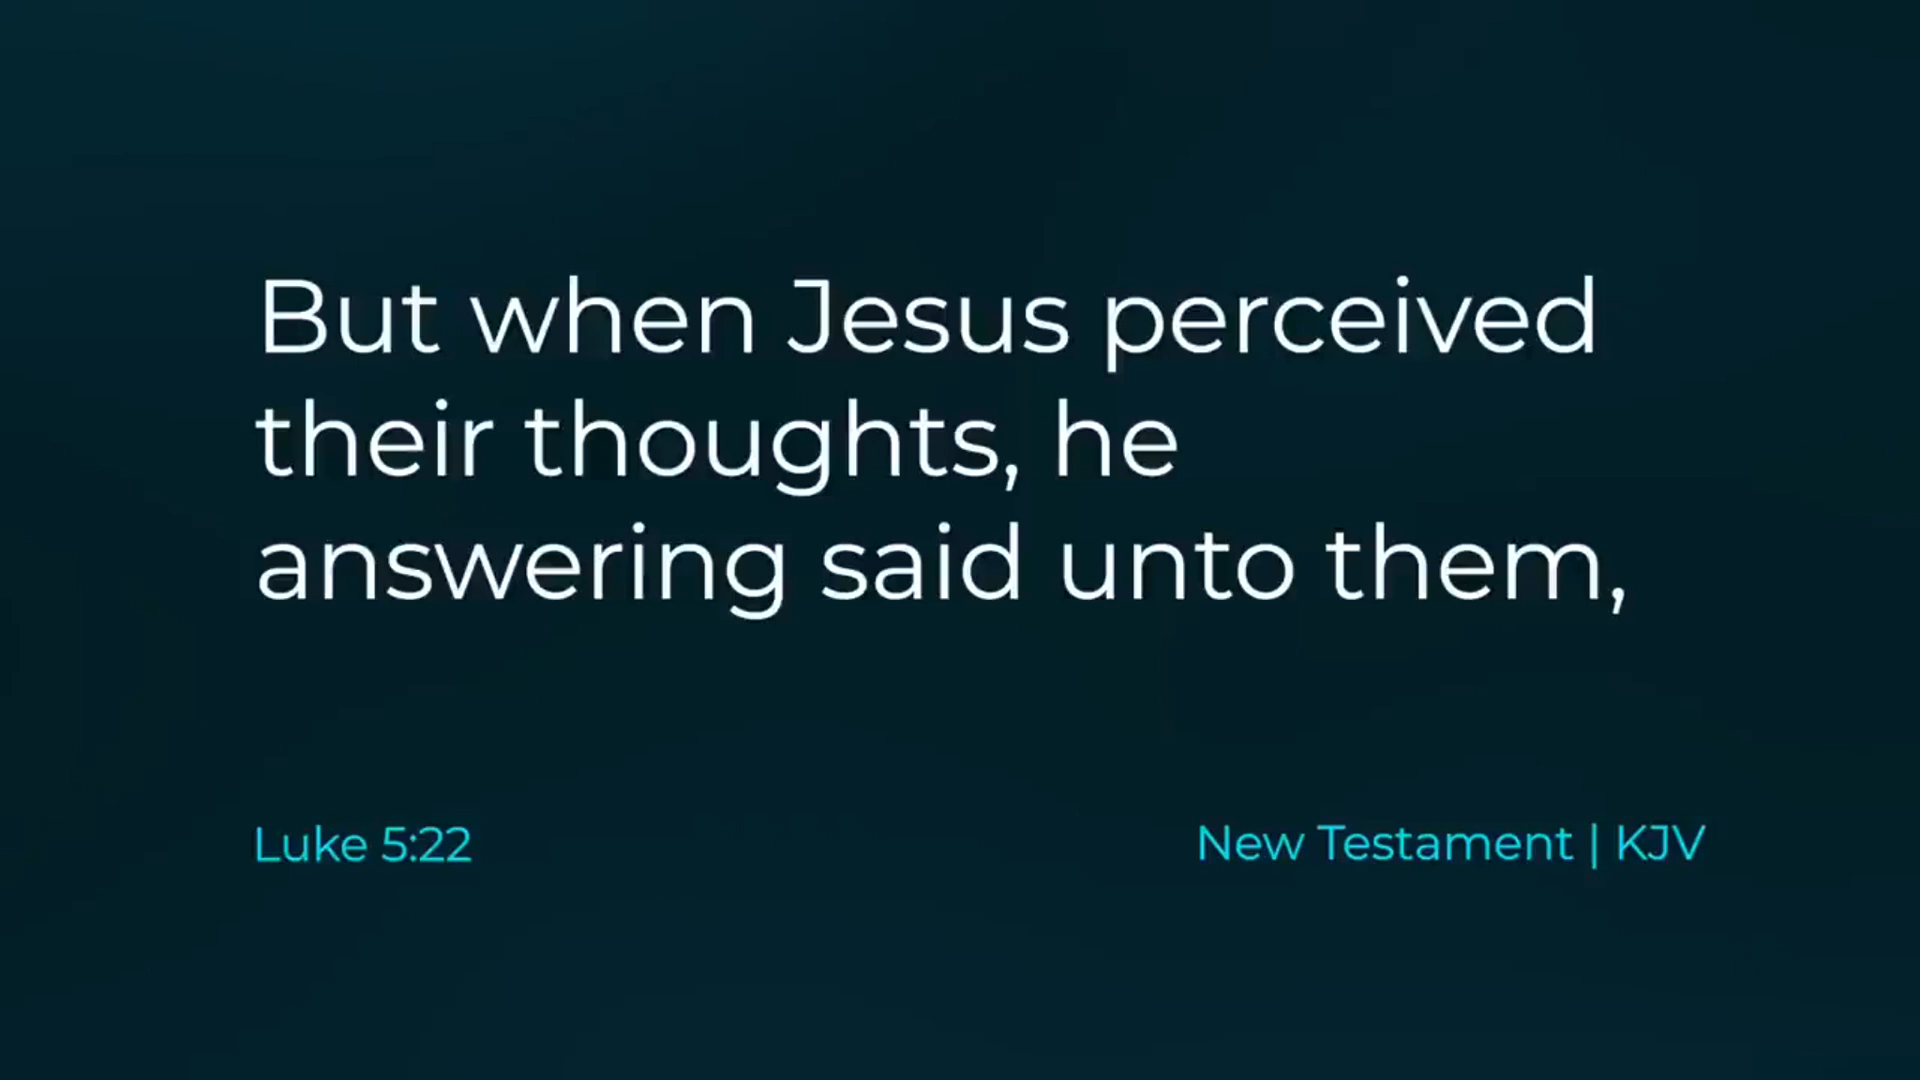 But when Jesus perceived
their thoughts, he
answering said unto them,
Luke 5:22
New Testament | KJV